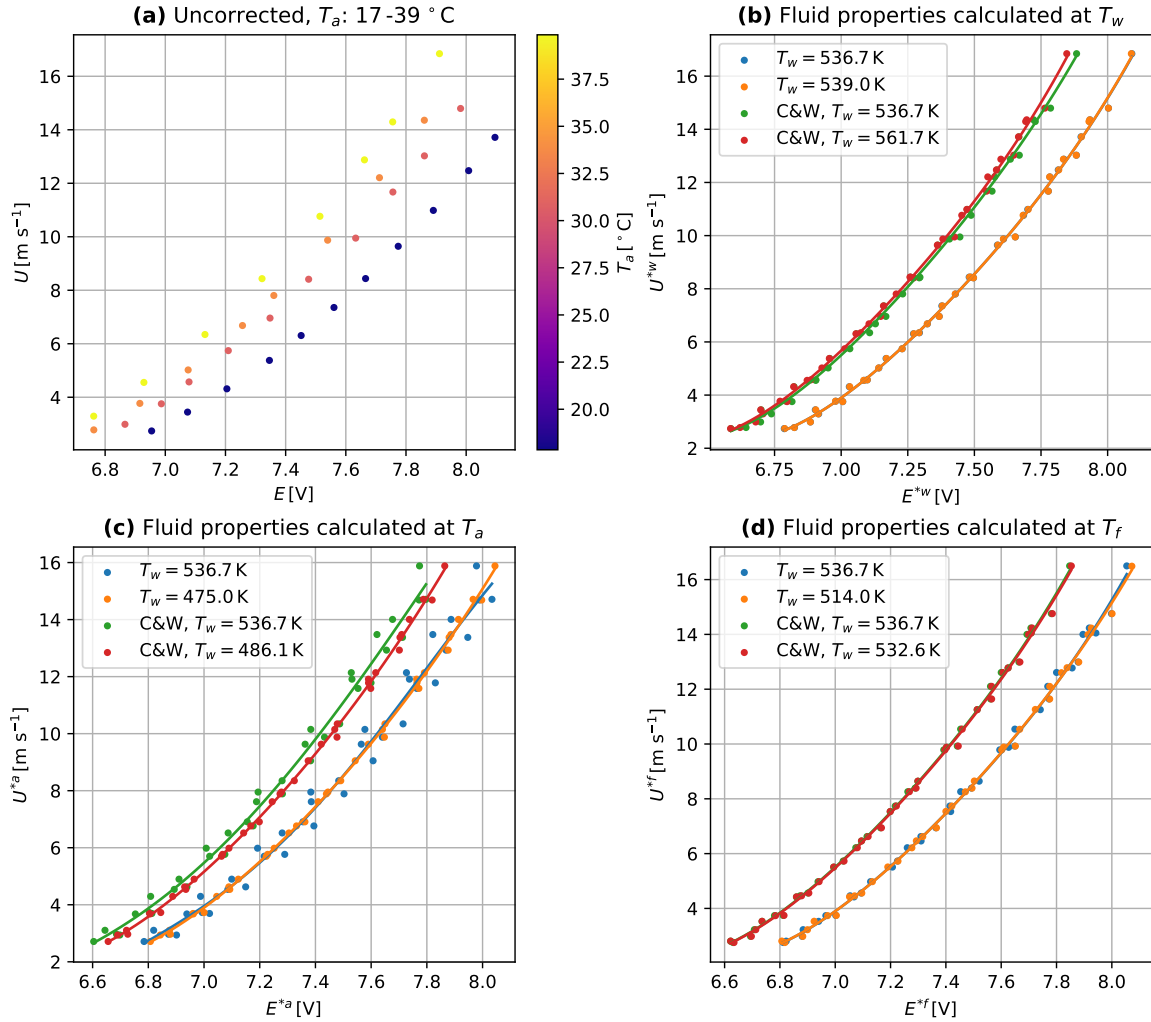 (a) Uncorrected, T_a: 17-39 °C
16
14
12
10
8
6
4
U [m s⁻¹]
6.8 7.0 7.2 7.4 7.6 7.8 8.0
E [V]
37.5
35.0
32.5
30.0
27.5
25.0
22.5
20.0
T_a [°C]
(b) Fluid properties calculated at T_w
T_w = 536.7 K
T_w = 539.0 K
C&W, T_w = 536.7 K
C&W, T_w = 561.7 K
16
14
12
10
8
6
4
2
U*ʷ [m s⁻¹]
6.75 7.00 7.25 7.50 7.75 8.00
E*ʷ [V]
(c) Fluid properties calculated at T_a
T_w = 536.7 K
T_w = 475.0 K
C&W, T_w = 536.7 K
C&W, T_w = 486.1 K
16
14
12
10
8
6
4
2
U*ᵃ [m s⁻¹]
6.6 6.8 7.0 7.2 7.4 7.6 7.8 8.0
E*ᵃ [V]
(d) Fluid properties calculated at T_f
T_w = 536.7 K
T_w = 514.0 K
C&W, T_w = 536.7 K
C&W, T_w = 532.6 K
16
14
12
10
8
6
4
U*ᶠ [m s⁻¹]
6.6 6.8 7.0 7.2 7.4 7.6 7.8 8.0
E*ᶠ [V]